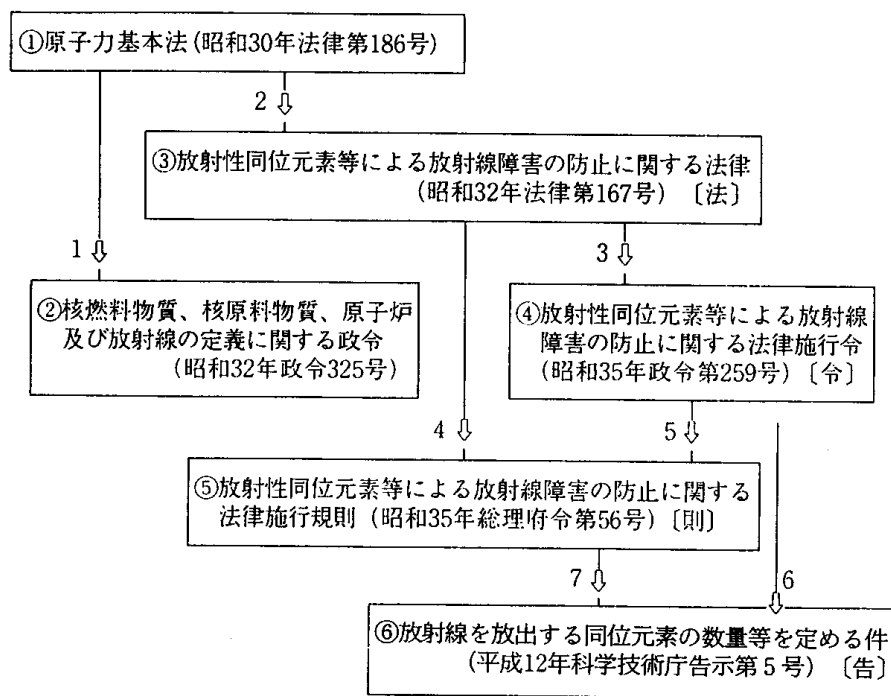 ①原子力基本法(昭和30年法律第186号)
2
③放射性同位元素等による放射線障害の防止に関する法律
(昭和32年法律第167号)〔法〕
1
3
②核燃料物質、核原料物質、原子炉
及び放射線の定義に関する政令
(昭和32年政令325号)
④放射性同位元素等による放射線
障害の防止に関する法律施行令
(昭和35年政令第259号)〔令〕
4
5
⑤放射性同位元素等による放射線障害の防止に関する
法律施行規則(昭和35年総理府令第56号)〔則〕
7
6
⑥放射線を放出する同位元素の数量等を定める件
(平成12年科学技術庁告示第5号)〔告〕